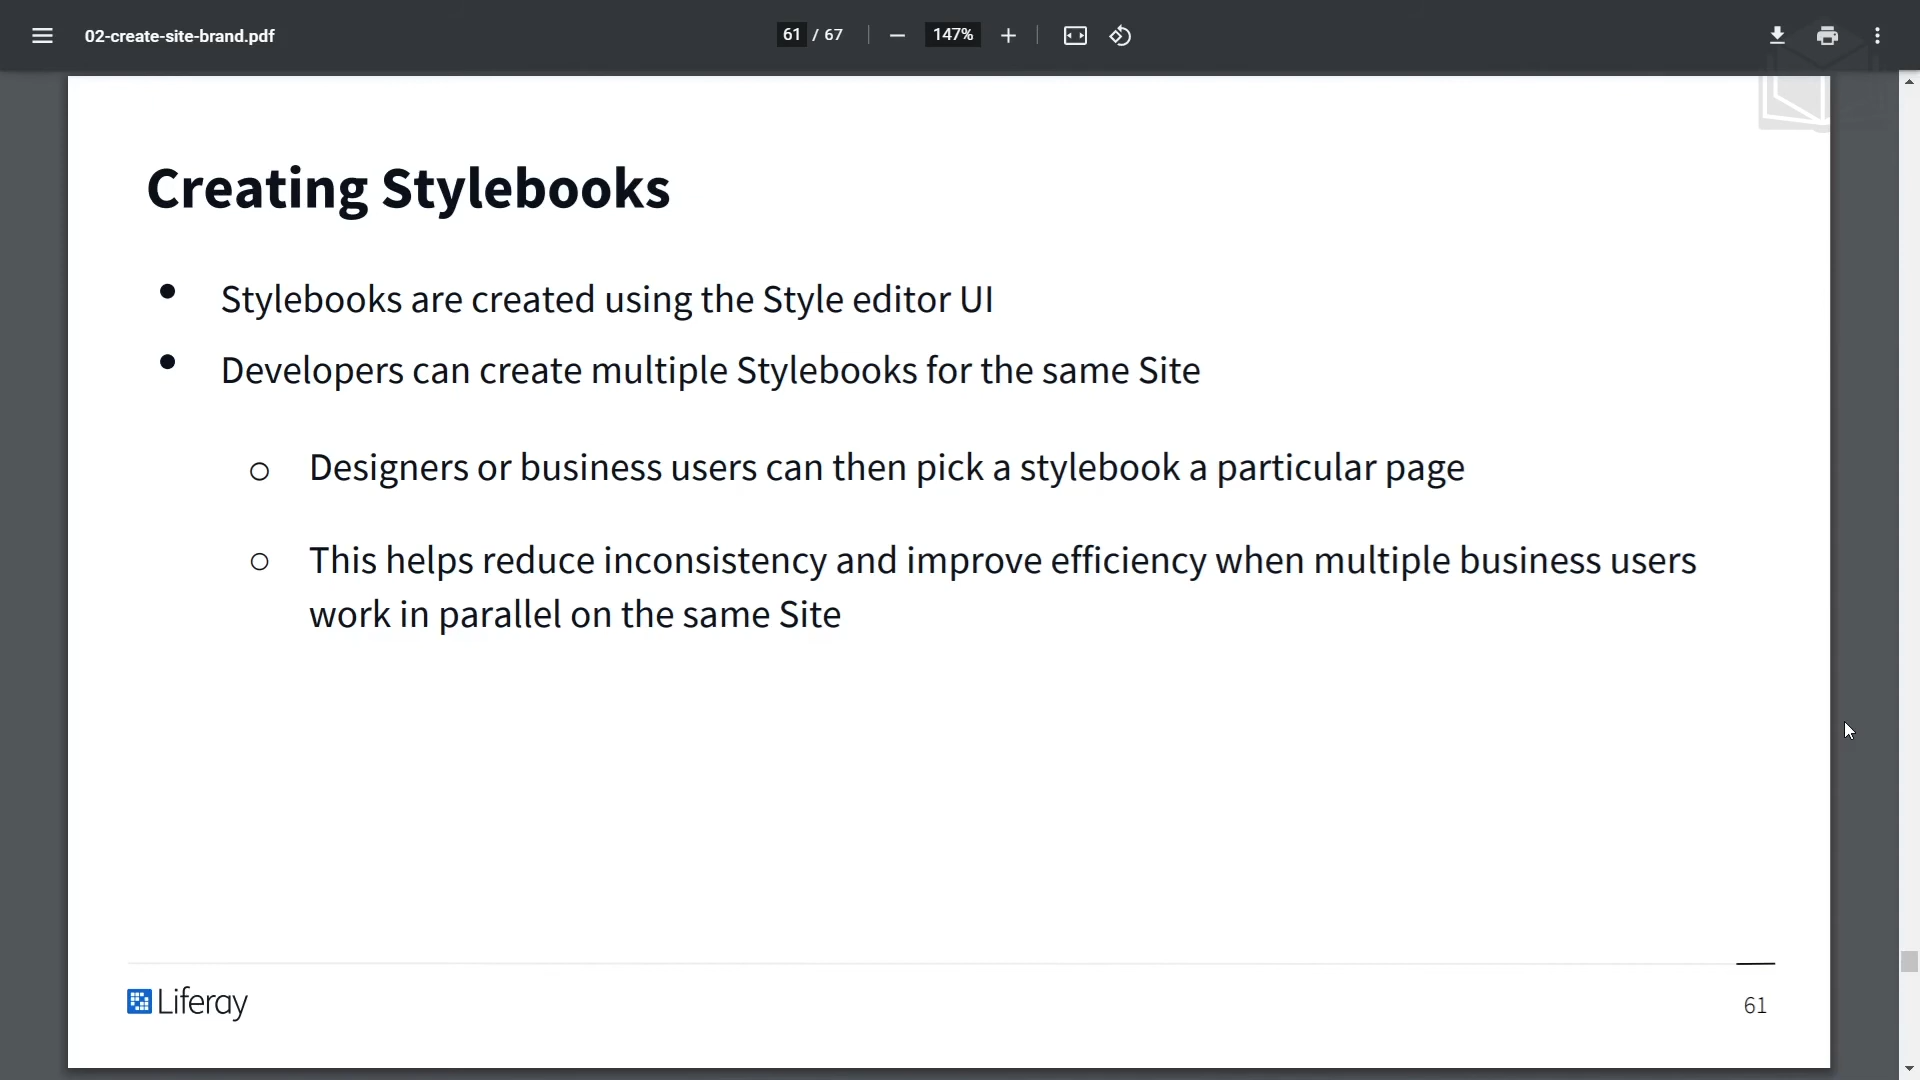 02-create-site-brand.pdf
61 / 67
147%
Creating Stylebooks
• Stylebooks are created using the Style editor UI
• Developers can create multiple Stylebooks for the same Site
○ Designers or business users can then pick a stylebook a particular page
○ This helps reduce inconsistency and improve efficiency when multiple business users
work in parallel on the same Site
Liferay
61